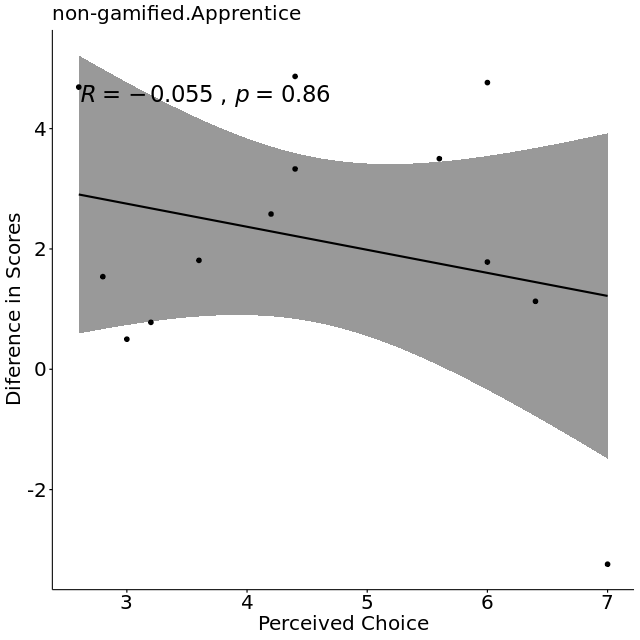 non-gamified.Apprentice
R = −0.055 , p = 0.86
4
2
0
-2
Diference in Scores
3 4 5 6 7
Perceived Choice